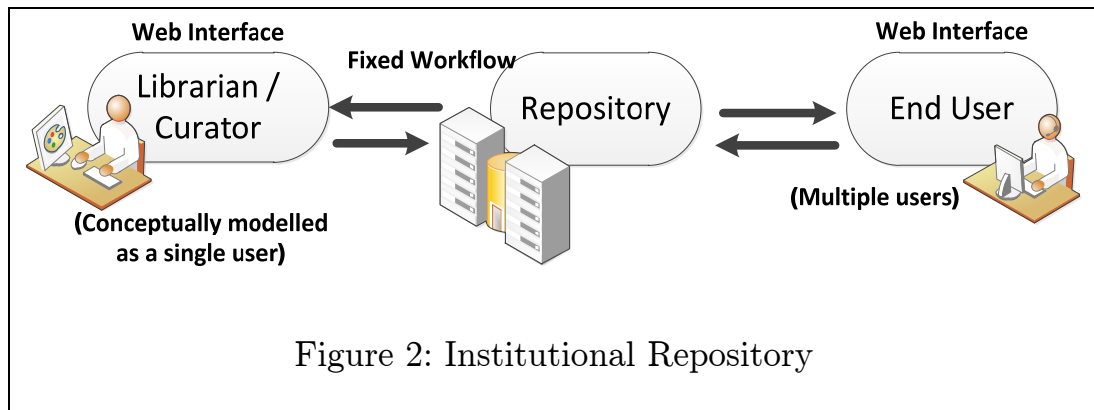 Web Interface
Librarian /
Curator
(Conceptually modelled
as a single user)
Fixed Workflow
Repository
Web Interface
End User
(Multiple users)
Figure 2: Institutional Repository